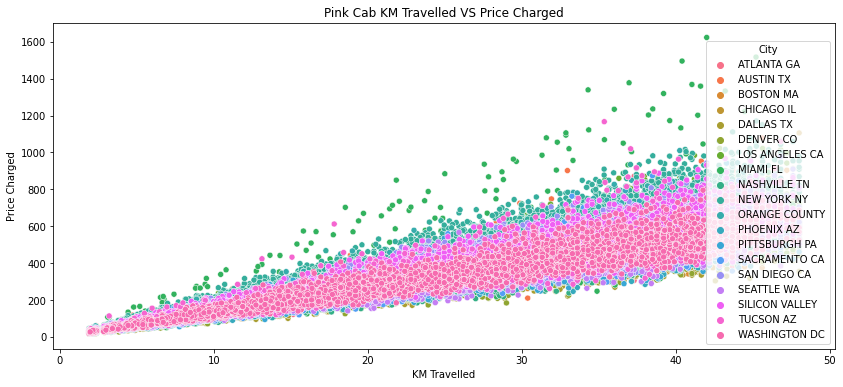 Pink Cab KM Travelled VS Price Charged
1600
1400
1200
1000
800
600
400
200
0
Price Charged
City
ATLANTA GA
AUSTIN TX
BOSTON MA
CHICAGO IL
DALLAS TX
DENVER CO
LOS ANGELES CA
MIAMI FL
NASHVILLE TN
NEW YORK NY
ORANGE COUNTY
PHOENIX AZ
PITTSBURGH PA
SACRAMENTO CA
SAN DIEGO CA
SEATTLE WA
SILICON VALLEY
TUCSON AZ
WASHINGTON DC
0 10 20 30 40 50
KM Travelled